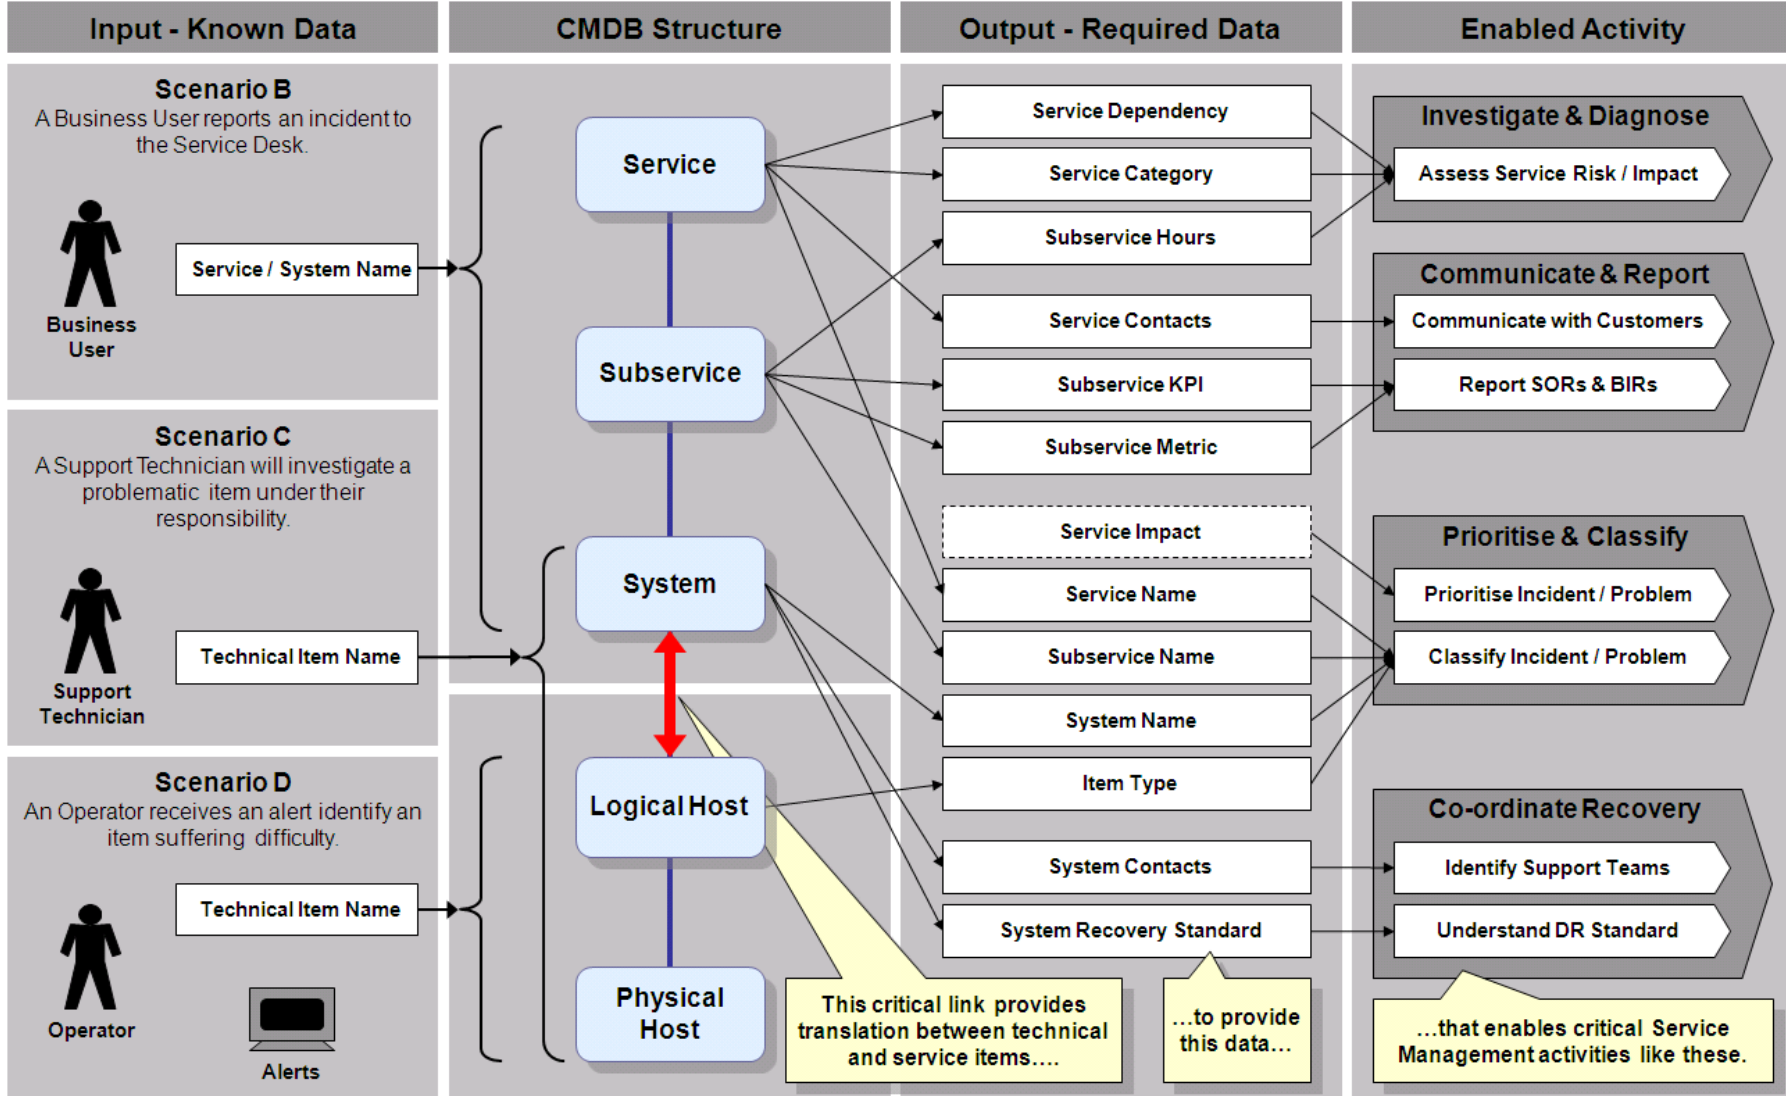 Input - Known Data
CMDB Structure
Output - Required Data
Enabled Activity
Scenario B
A Business User reports an incident to
the Service Desk.
Service / System Name
Business
User
Scenario C
A Support Technician will investigate a
problematic item under their
responsibility.
Technical Item Name
Support
Technician
Scenario D
An Operator receives an alert identify an
item suffering difficulty.
Technical Item Name
Operator
Alerts
Service
Subservice
System
Logical Host
Physical
Host
This critical link provides
translation between technical
and service items....
Service Dependency
Service Category
Subservice Hours
Service Contacts
Subservice KPI
Subservice Metric
Service Impact
Service Name
Subservice Name
System Name
Item Type
System Contacts
System Recovery Standard
...to provide
this data...
Investigate & Diagnose
Assess Service Risk / Impact
Communicate & Report
Communicate with Customers
Report SORs & BIRs
Prioritise & Classify
Prioritise Incident / Problem
Classify Incident / Problem
Co-ordinate Recovery
Identify Support Teams
Understand DR Standard
...that enables critical Service
Management activities like these.